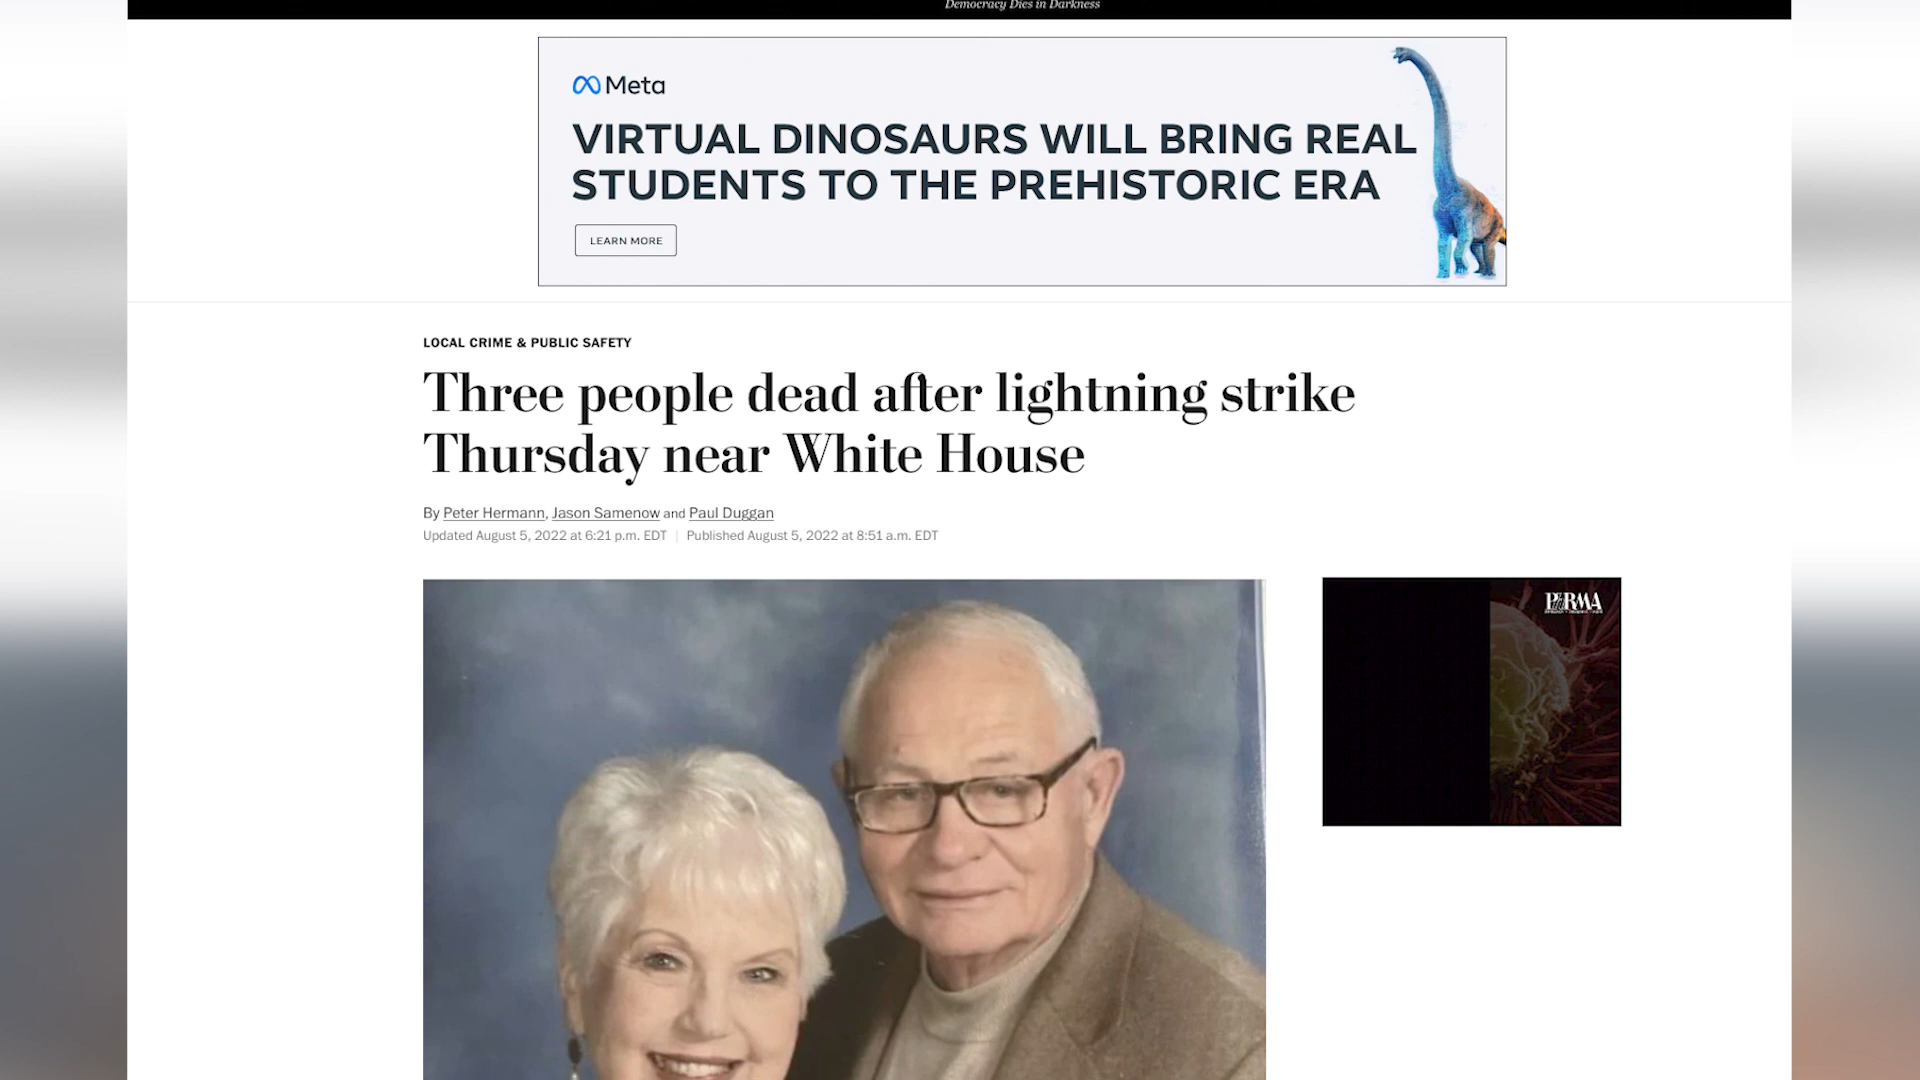 Democracy Dies in Darkness
Meta
VIRTUAL DINOSAURS WILL BRING REAL
STUDENTS TO THE PREHISTORIC ERA
LEARN MORE
LOCAL CRIME & PUBLIC SAFETY
Three people dead after lightning strike
Thursday near White House
By Peter Hermann, Jason Samenow and Paul Duggan
Updated August 5, 2022 at 6:21 p.m. EDT | Published August 5, 2022 at 8:51 a.m. EDT
PhRMA